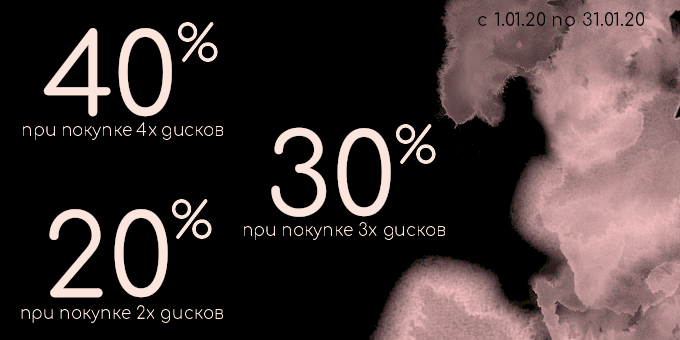 с 1.01.20 по 31.01.20
40%
при покупке 4х дисков
30%
при покупке 3х дисков
20%
при покупке 2х дисков